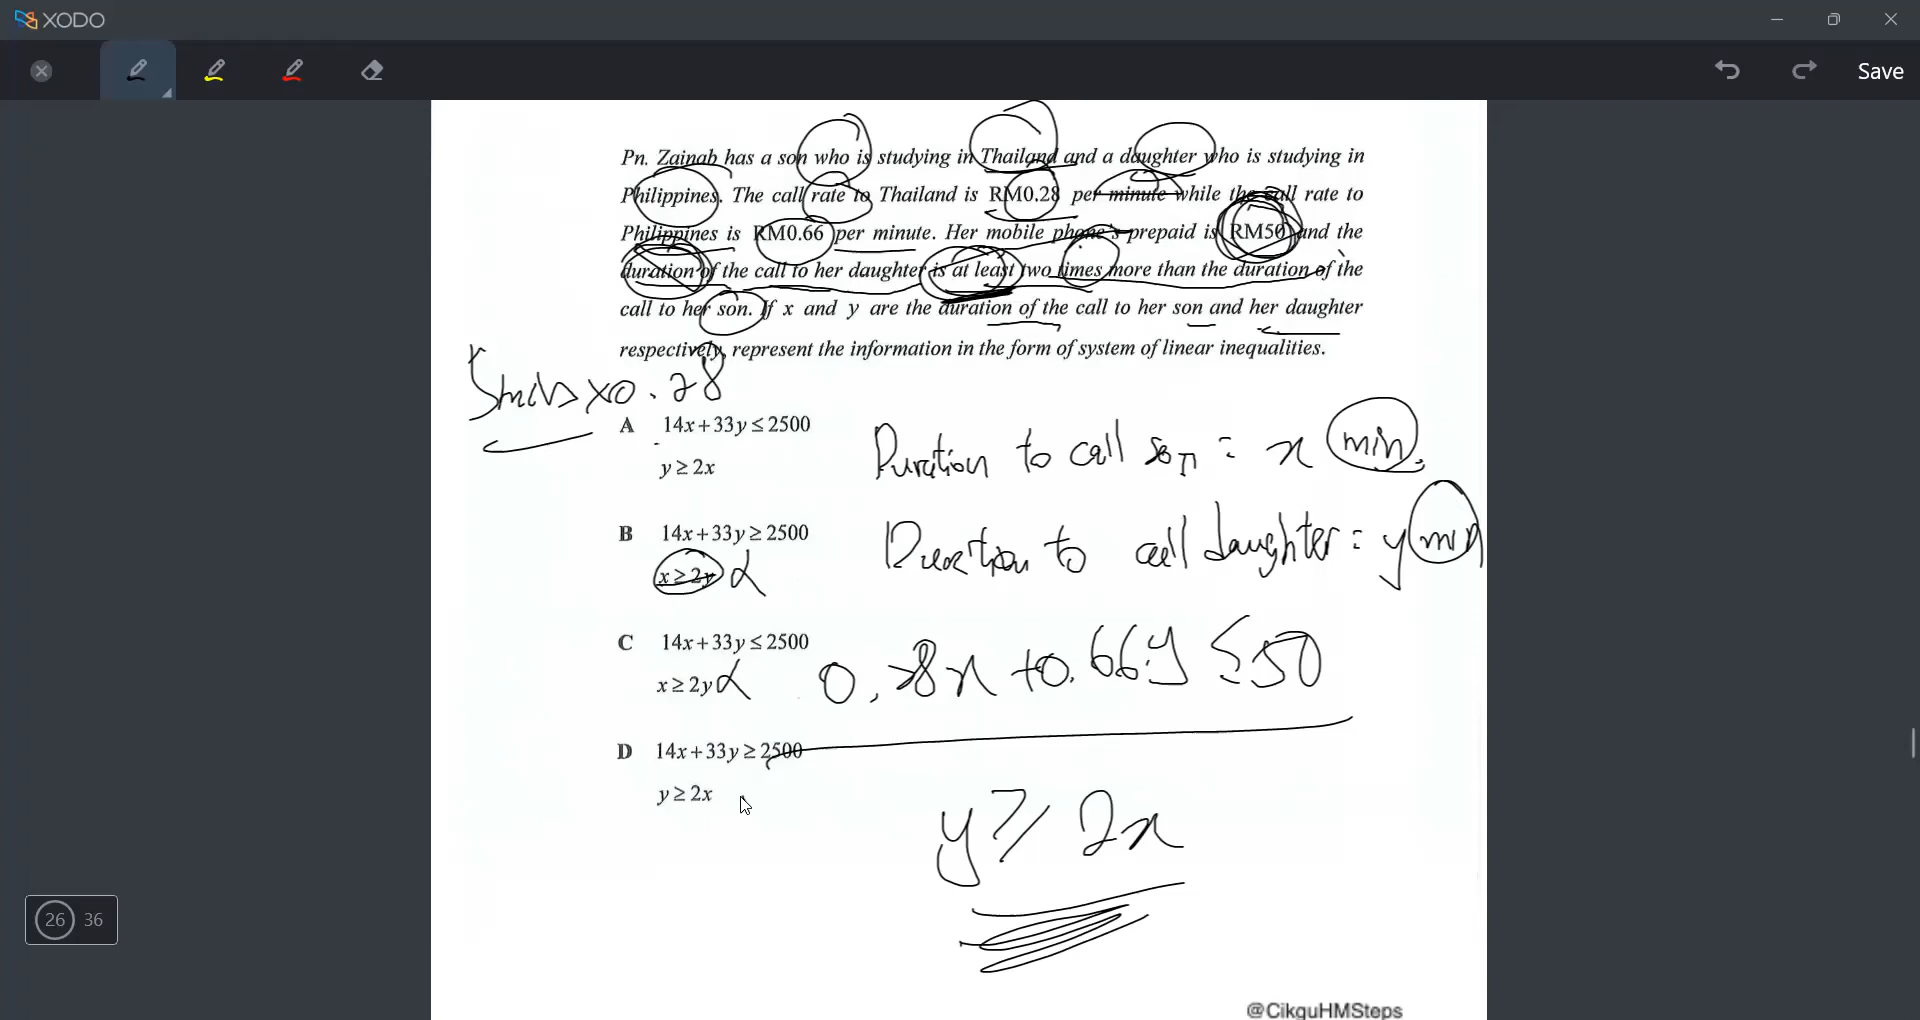 XODO
Save
Pn. Zainab has a son who is studying in Thailand and a daughter who is studying in
Philippines. The call rate to Thailand is RM0.28 per minute while the call rate to
Philippines is RM0.66 per minute. Her mobile phone's prepaid is RM50 and the
duration of the call to her daughter is at least two times more than the duration of the
call to her son. If x and y are the duration of the call to her son and her daughter
respectively, represent the information in the form of system of linear inequalities.
5mins x0.28
A 14x+33y≤2500
y≥2x
Duration to call son = x min.
B 14x+33y≥2500
x≥2y
Duration to call daughter = y min
C 14x+33y≤2500
x≥2y
0.28x +0.66y ≤50
D 14x+33y≥2500
y≥2x
y≥ 2x
26 36
@CikguHMSteps